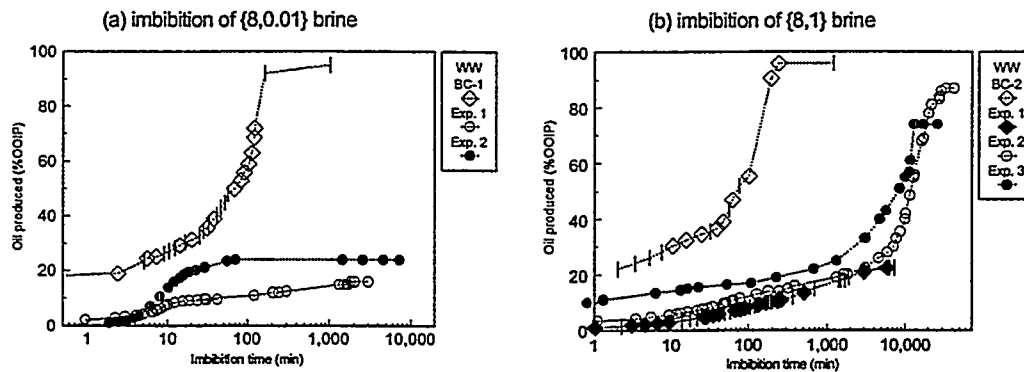 (a) imbibition of {8,0.01} brine
100
80
60
40
20
0
Oil produced (%OOIP)
1
10
100
1,000
10,000
Imbibition time (min)
WW
BC-1
Exp. 1
Exp. 2
(b) imbibition of {8,1} brine
100
80
60
40
20
0
Oil produced (%OOIP)
1
10
100
1,000
10,000
Imbibition time (min)
WW
BC-2
Exp. 1
Exp. 2
Exp. 3